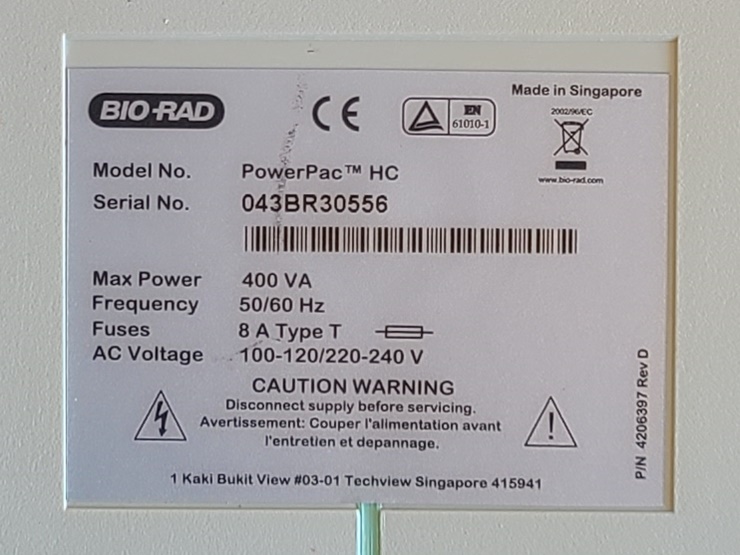 BIO-RAD
CE
EN
61010-1
Made in Singapore
2002/96/EC
www.bio-rad.com
Model No. PowerPac™ HC
Serial No. 043BR30556
Max Power 400 VA
Frequency 50/60 Hz
Fuses 8 A Type T
AC Voltage 100-120/220-240 V
CAUTION WARNING
Disconnect supply before servicing.
Avertissement: Couper l'alimentation avant
l'entretien et depannage.
1 Kaki Bukit View #03-01 Techview Singapore 415941
P/N 4206397 Rev D